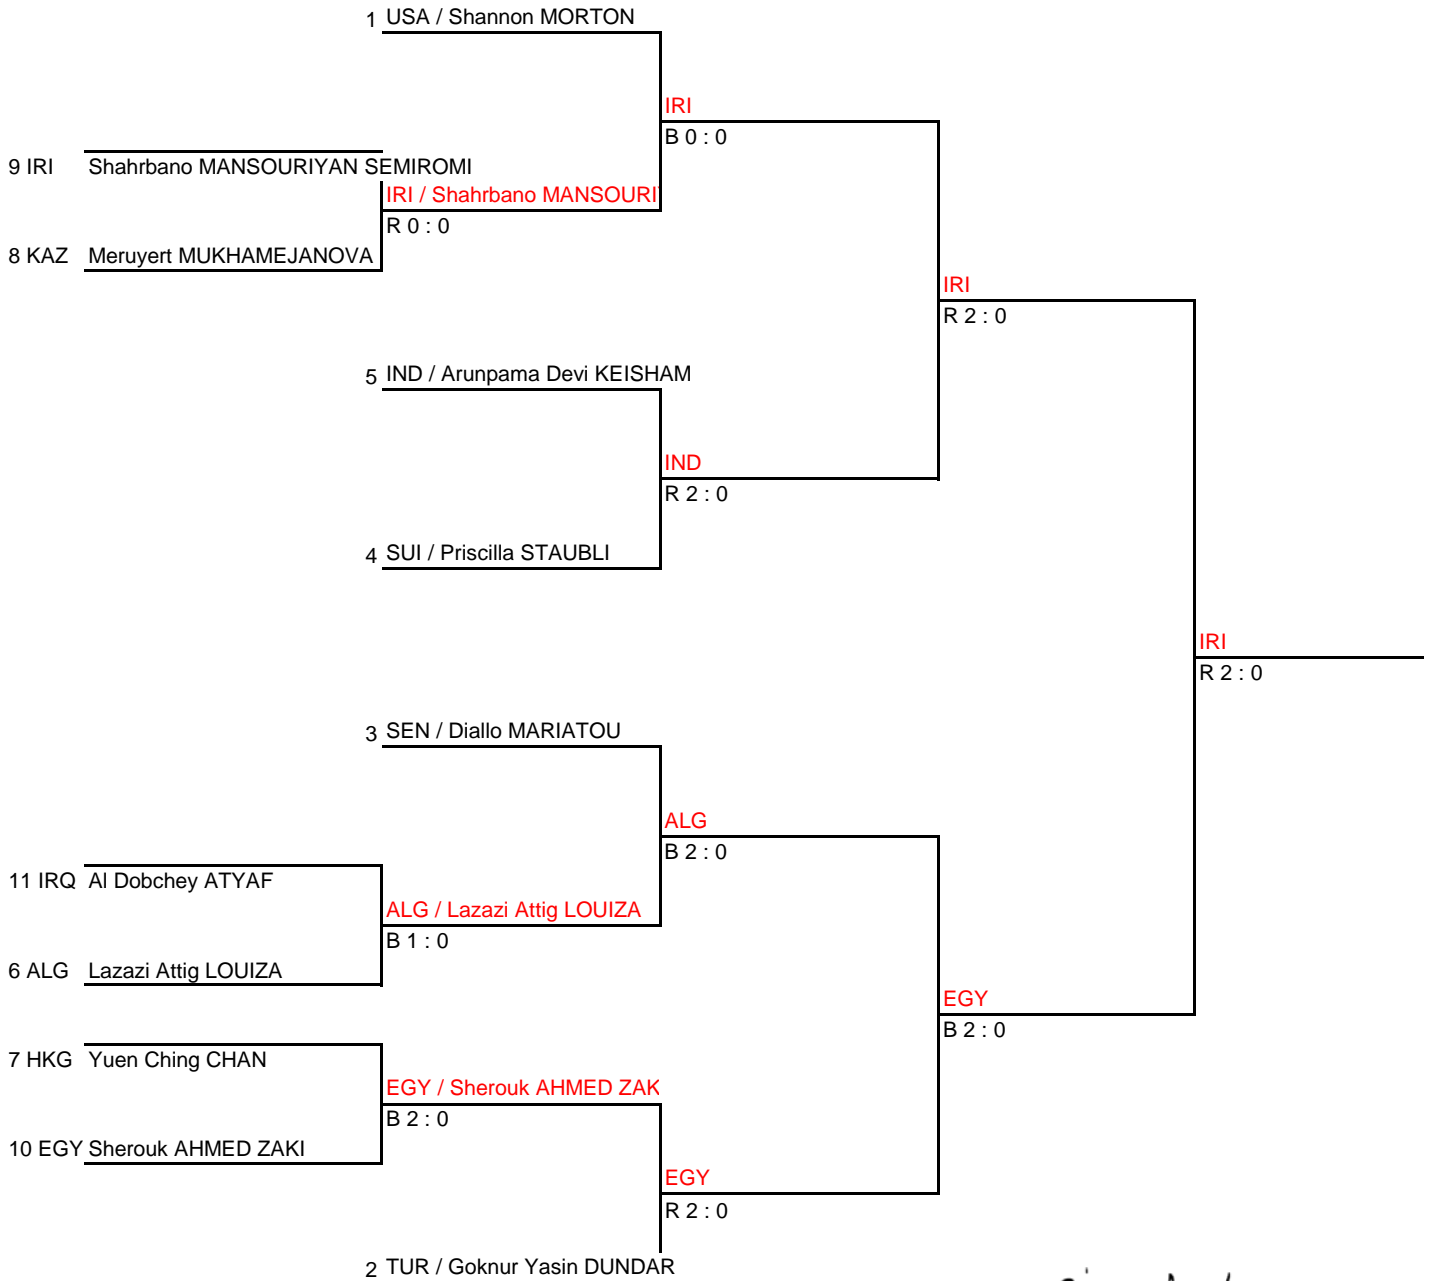 1 USA / Shannon MORTON
IRI
B 0 : 0
9 IRI Shahrbano MANSOURIYAN SEMIROMI
IRI / Shahrbano MANSOURI
R 0 : 0
8 KAZ Meruyert MUKHAMEJANOVA
IRI
R 2 : 0
5 IND / Arunpama Devi KEISHAM
IND
R 2 : 0
4 SUI / Priscilla STAUBLI
IRI
R 2 : 0
3 SEN / Diallo MARIATOU
ALG
B 2 : 0
11 IRQ Al Dobchey ATYAF
ALG / Lazazi Attig LOUIZA
B 1 : 0
6 ALG Lazazi Attig LOUIZA
EGY
B 2 : 0
7 HKG Yuen Ching CHAN
EGY / Sherouk AHMED ZAK
B 2 : 0
10 EGY Sherouk AHMED ZAKI
EGY
R 2 : 0
2 TUR / Goknur Yasin DUNDAR